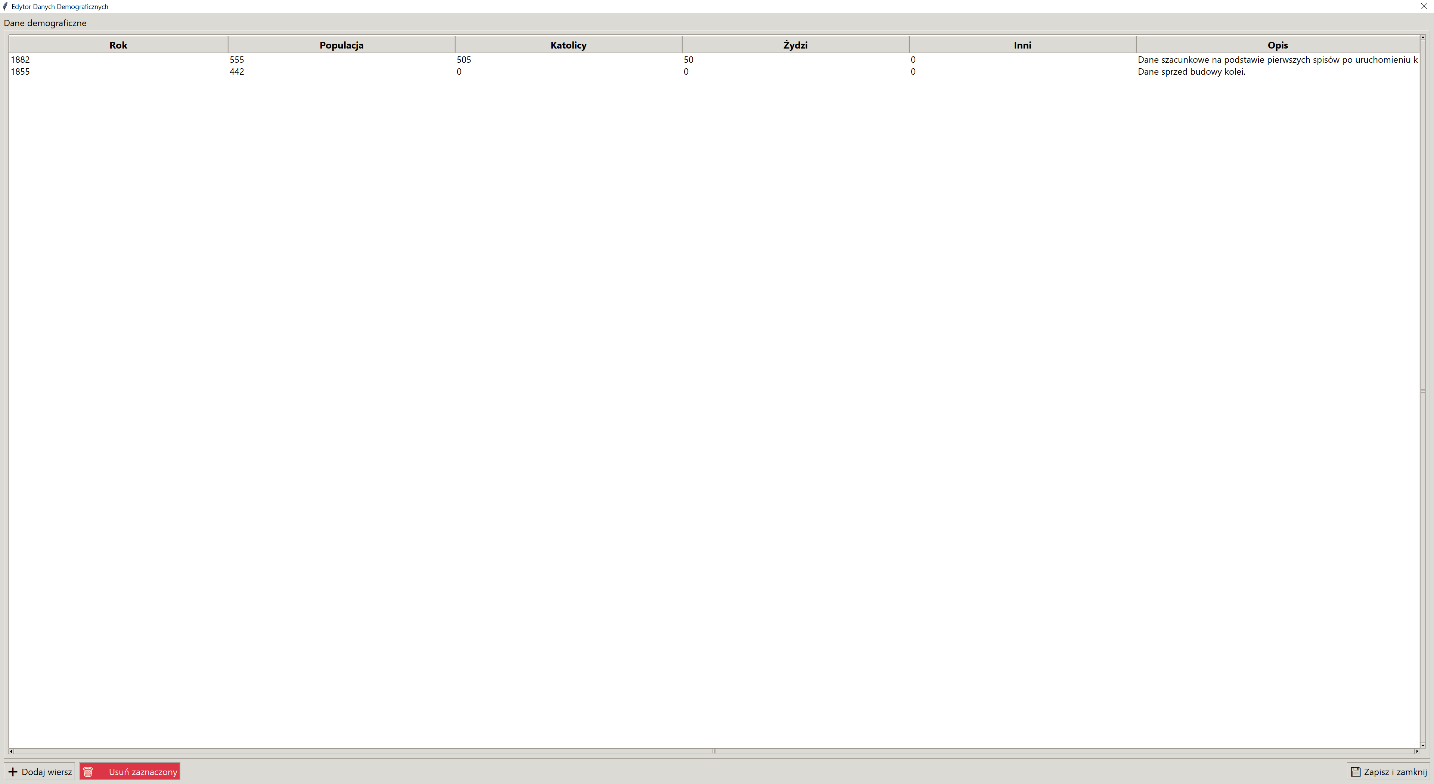 Edytor Danych Demograficznych
Dane demograficzne
Rok Populacja Katolicy Żydzi Inni Opis
1882 555 505 50 0 Dane szacunkowe na podstawie pierwszych spisów po uruchomieniu k
1855 442 0 0 0 Dane sprzed budowy kolei.
Dodaj wiersz Usuń zaznaczony Zapisz i zamknij